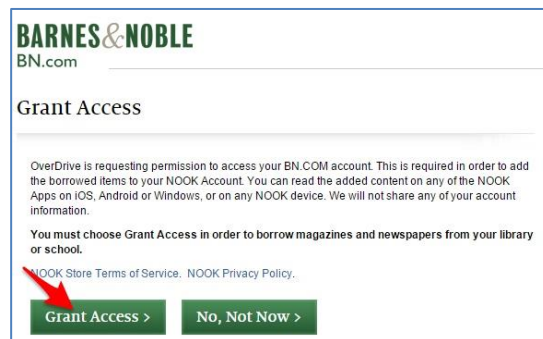 BARNES&NOBLE
BN.com
Grant Access
OverDrive is requesting permission to access your BN.COM account. This is required in order to add
the borrowed items to your NOOK Account. You can read the added content on any of the NOOK
Apps on iOS, Android or Windows, or on any NOOK device. We will not share any of your account
information.
You must choose Grant Access in order to borrow magazines and newspapers from your library
or school.
NOOK Store Terms of Service. NOOK Privacy Policy.
Grant Access > No, Not Now >